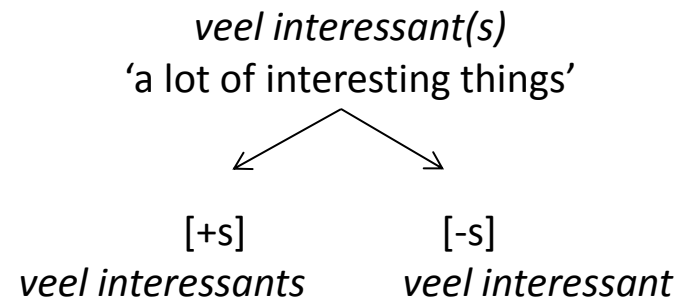 veel interessant(s)
‘a lot of interesting things’
[+s] [-s]
veel interessants veel interessant